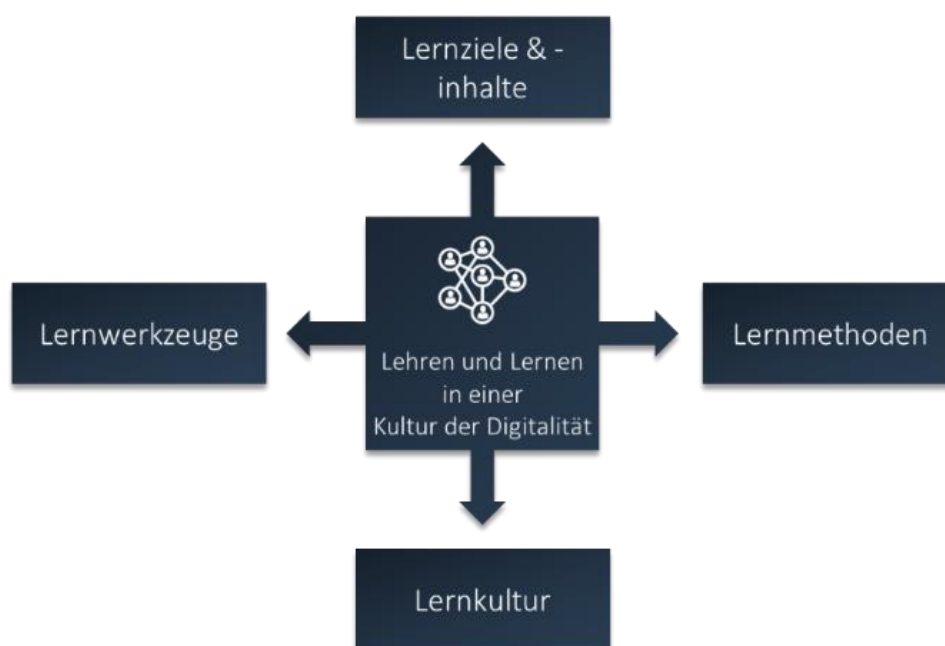 Lernziele & -
inhalte
Lernwerkzeuge
Lehren und Lernen
in einer
Kultur der Digitalität
Lernmethoden
Lernkultur